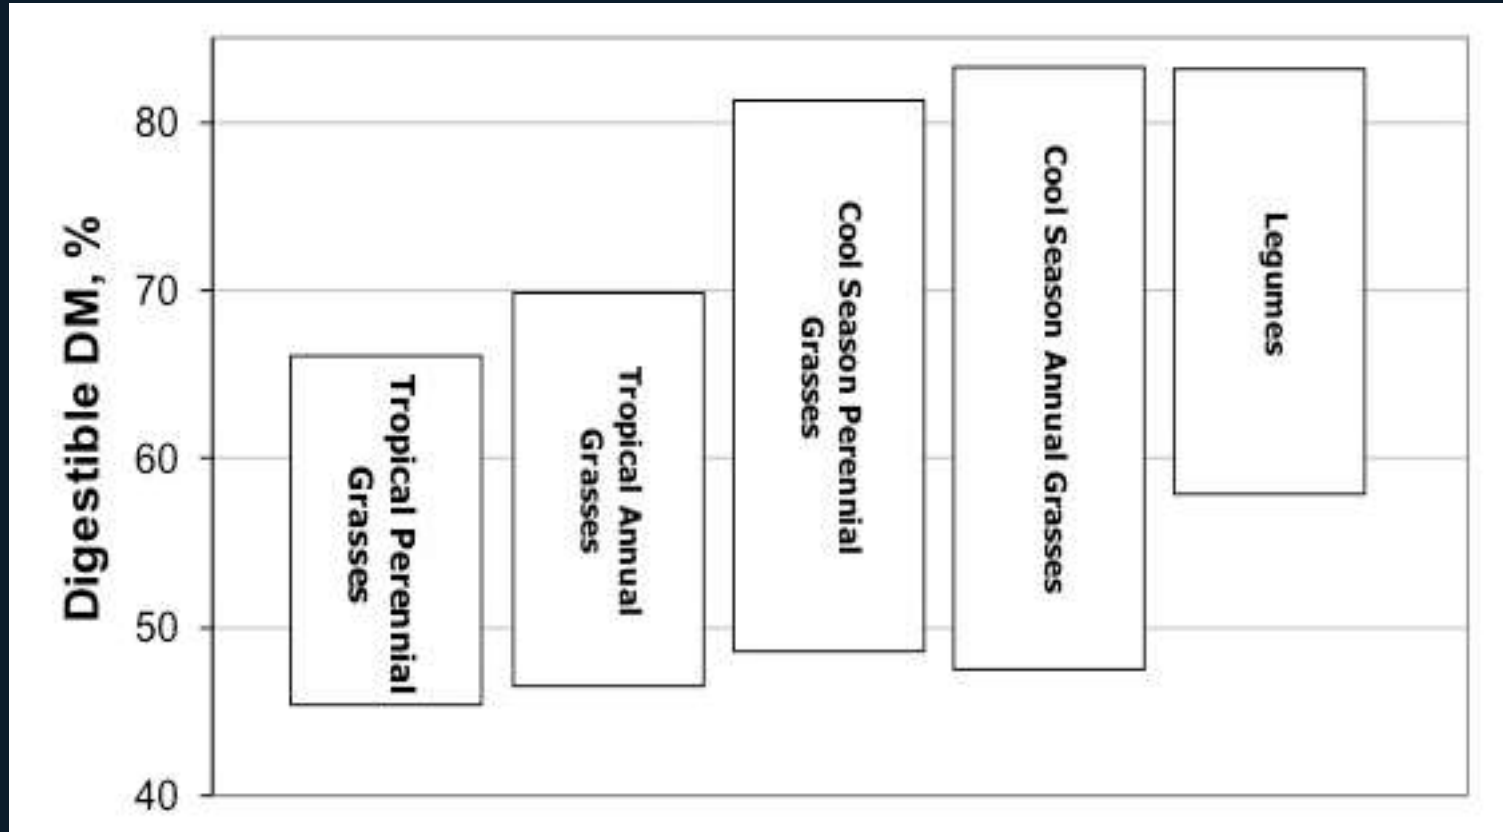 Digestible DM, %
80
70
60
50
40
Tropical Perennial
Grasses
Tropical Annual
Grasses
Cool Season Perennial
Grasses
Cool Season Annual Grasses
Legumes